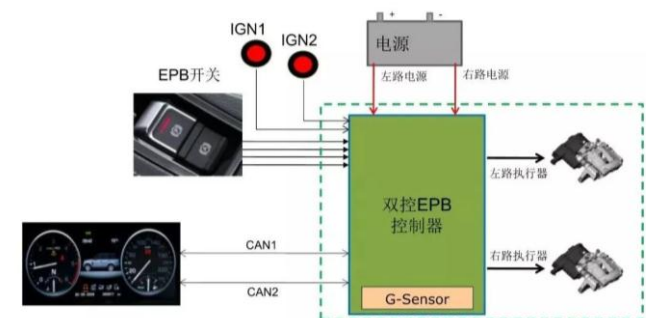 IGN1
IGN2
+ -
电源
左路电源
右路电源
EPB开关
双控EPB
控制器
左路执行器
右路执行器
CAN1
CAN2
G-Sensor